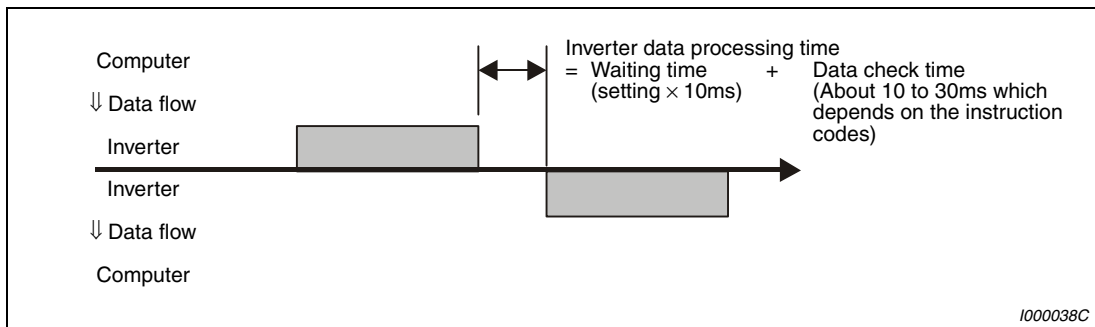 Computer
⇓ Data flow
Inverter
Inverter
⇓ Data flow
Computer
Inverter data processing time
= Waiting time + Data check time
(setting × 10ms) (About 10 to 30ms which
depends on the instruction
codes)
I000038C